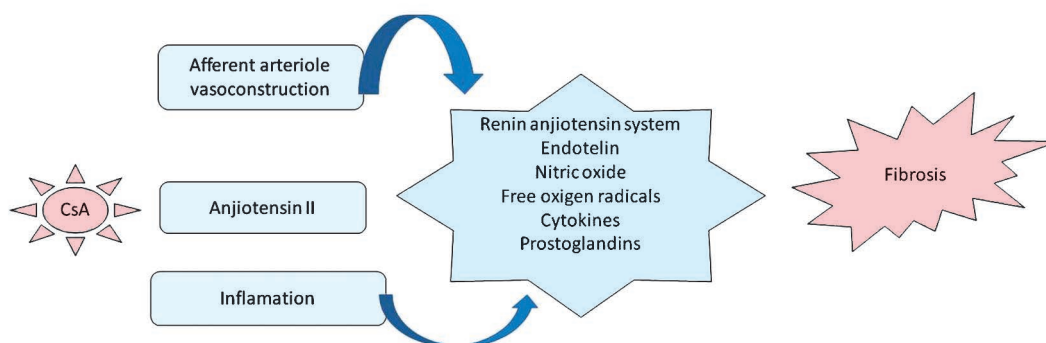 CsA
Afferent arteriole
vasoconstruction
Anjiotensin II
Inflamation
Renin anjiotensin system
Endotelin
Nitric oxide
Free oxigen radicals
Cytokines
Prostoglandins
Fibrosis